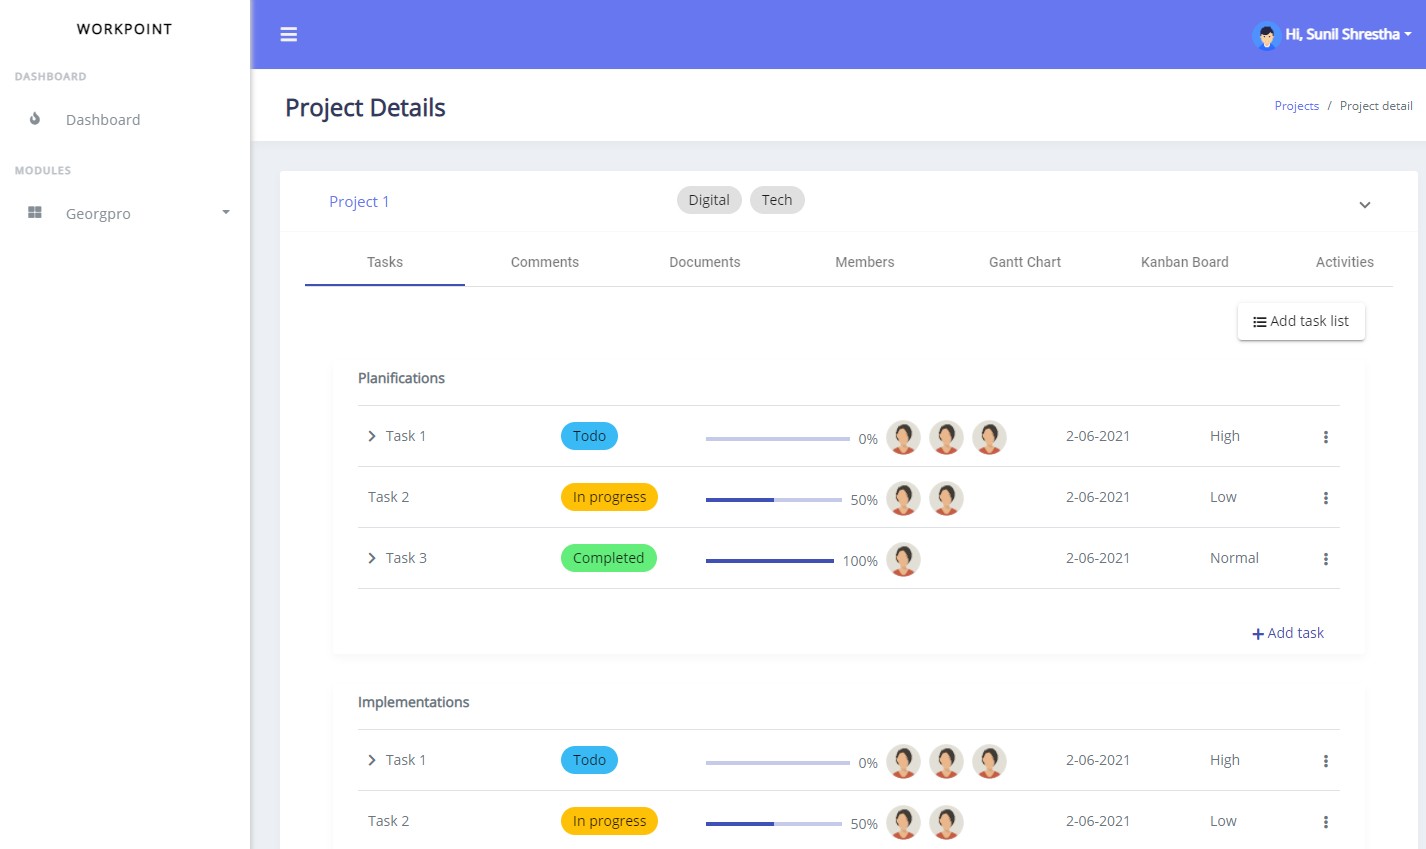 WORKPOINT
Hi, Sunil Shrestha
DASHBOARD
Dashboard
MODULES
Georgpro
Project Details
Projects / Project detail
Project 1 Digital Tech
Tasks Comments Documents Members Gantt Chart Kanban Board Activities
Add task list
Planifications
Task 1 Todo 0% 2-06-2021 High
Task 2 In progress 50% 2-06-2021 Low
Task 3 Completed 100% 2-06-2021 Normal
+ Add task
Implementations
Task 1 Todo 0% 2-06-2021 High
Task 2 In progress 50% 2-06-2021 Low